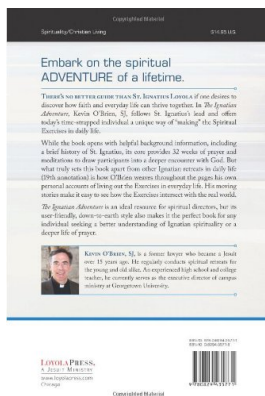 Copyrighted Material
Spirituality/Christian Living
$14.95 U.S.
Embark on the spiritual
ADVENTURE of a lifetime.
THERE'S NO BETTER GUIDE THAN ST. IGNATIUS LOYOLA if one desires to
discover how faith and everyday life can thrive together. In The Ignatian
Adventure, Kevin O'Brien, SJ, follows St. Ignatius's lead and offers
today's time-strapped individual a unique way of "making" the Spiritual
Exercises in daily life.
While the book opens with helpful background information, including
a brief history of St. Ignatius, its core provides 32 weeks of prayer and
meditations to draw participants into a deeper encounter with God. But
what truly sets this book apart from other Ignatian retreats in daily life
(19th annotation) is how O'Brien weaves throughout the pages his own
personal accounts of living out the Exercises in everyday life. His moving
stories make it easy to see how the Exercises intersect with the real world.
The Ignatian Adventure is an ideal resource for spiritual directors, but its
user-friendly, down-to-earth style also makes it the perfect book for any
individual seeking a better understanding of Ignatian spirituality or a
deeper life of prayer.
KEVIN O'BRIEN, SJ, is a former lawyer who became a Jesuit
over 15 years ago. He regularly conducts spiritual retreats for
the young and old alike. An experienced high school and college
teacher, he currently serves as the executive director of campus
ministry at Georgetown University.
LOYOLAPRESS.
A JESUIT MINISTRY
www.loyolapress.com
Chicago
Copyrighted Material